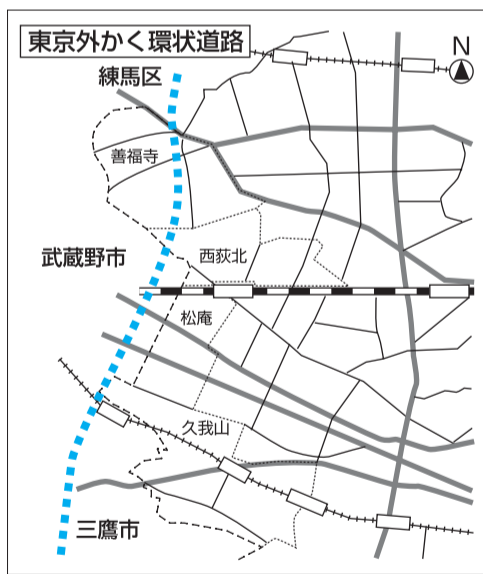 東京外かく環状道路
N
練馬区
善福寺
武蔵野市
西荻北
松庵
久我山
三鷹市